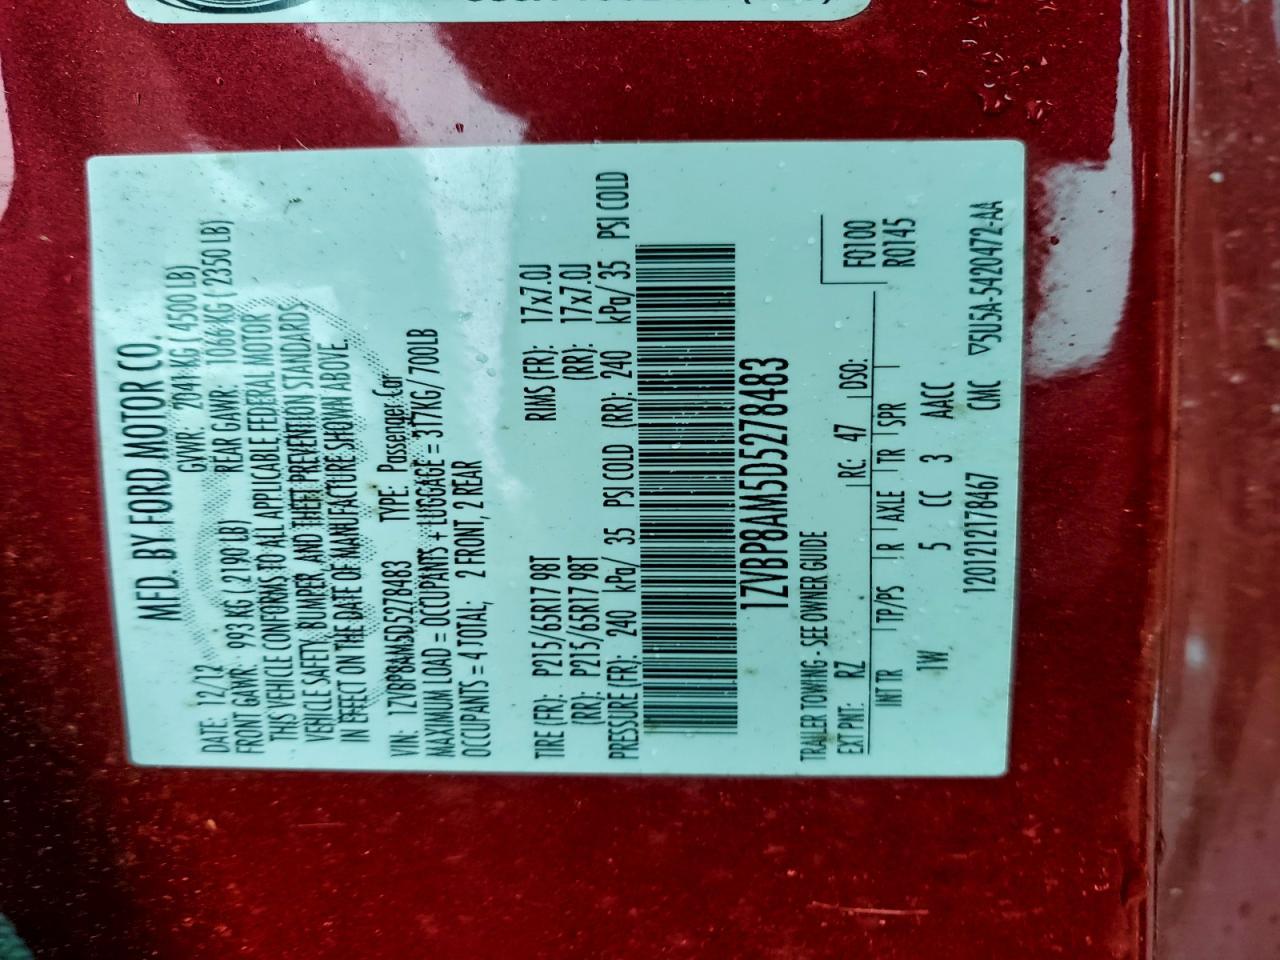 MFD. BY FORD MOTOR CO.
DATE: 12/12 GVWR: 2041 KG ( 4500 LB)
FRONT GAWR: 993 KG ( 2190 LB) REAR GAWR: 1066 KG ( 2350 LB)
THIS VEHICLE CONFORMS TO ALL APPLICABLE FEDERAL MOTOR
VEHICLE SAFETY, BUMPER, AND THEFT PREVENTION STANDARDS
IN EFFECT ON THE DATE OF MANUFACTURE SHOWN ABOVE.
VIN: 1ZVBP8AM5D5278483 TYPE: Passenger Car
MAXIMUM LOAD = OCCUPANTS + LUGGAGE = 317KG/700LB
OCCUPANTS = 4 TOTAL; 2 FRONT, 2 REAR
TIRE (FR): P215/65R17 98T RIMS (FR): 17x7.0J
(RR): P215/65R17 98T (RR): 17x7.0J
PRESSURE (FR): 240 kPa/ 35 PSI COLD (RR): 240 kPa/ 35 PSI COLD
1ZVBP8AM5D5278483
TRAILER TOWING - SEE OWNER GUIDE
EXT PNT: RZ RC: 47 DSO: F0100
R0145
INT TR TP/PS R AXLE TR SPR
1W 5 CC 3 AACC
1201212178467 CMC ▽5U5A-5420472-AA